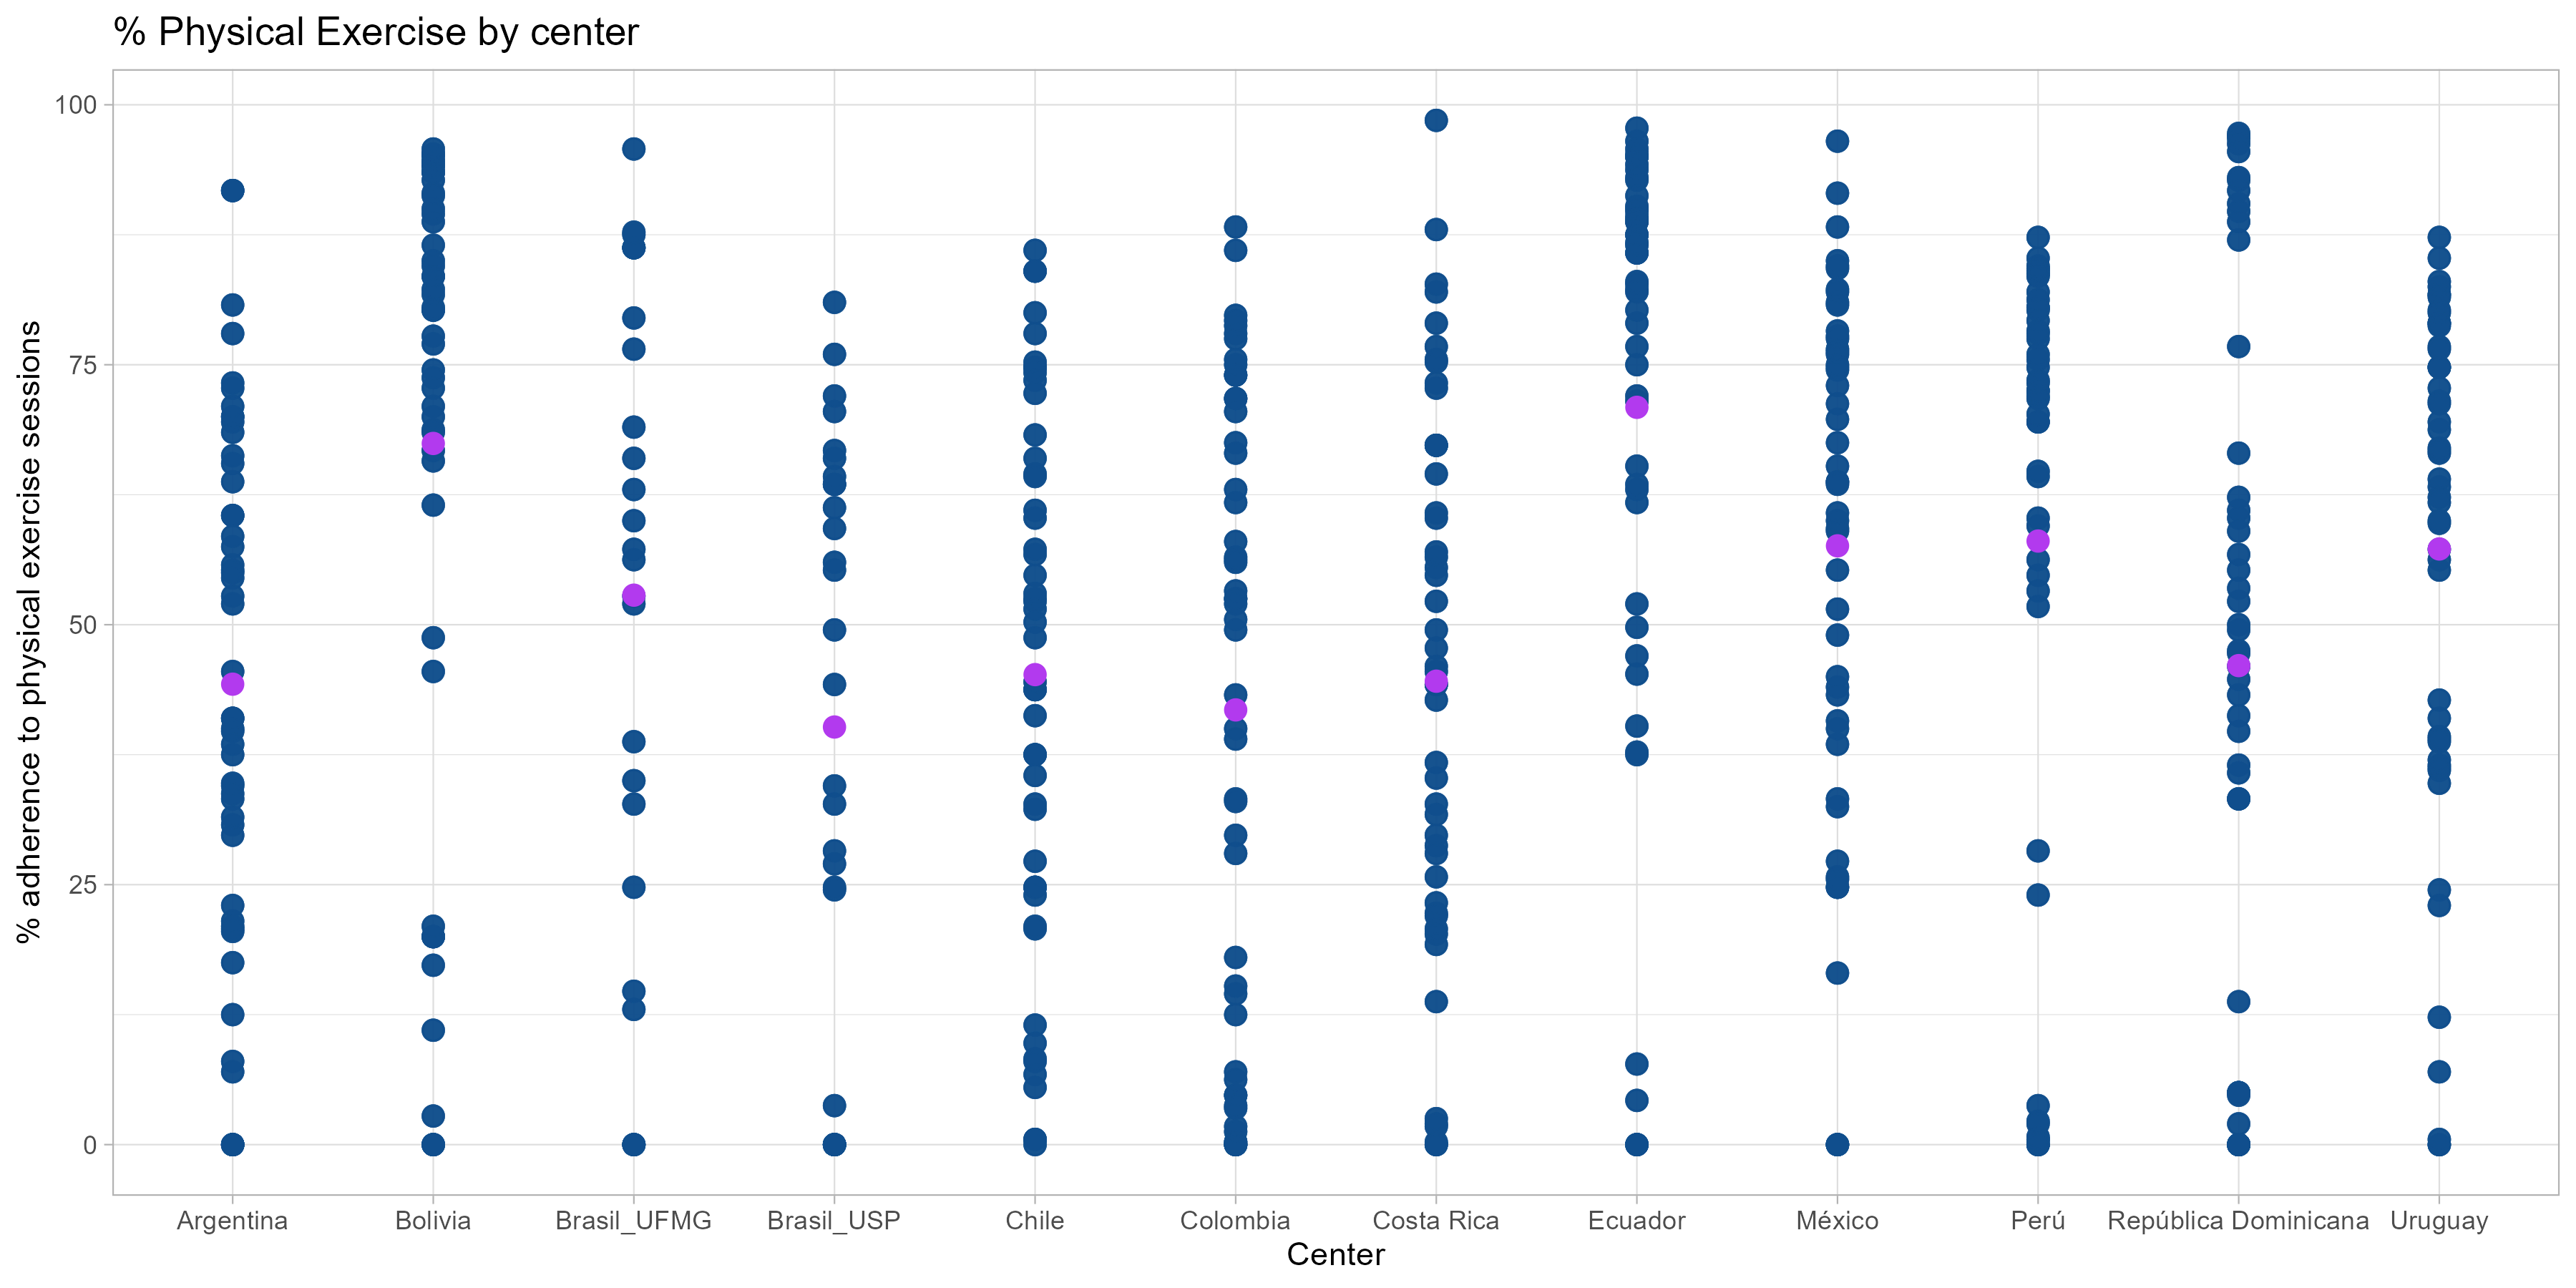 % Physical Exercise by center
% adherence to physical exercise sessions
100
75
50
25
0
Argentina Bolivia Brasil_UFMG Brasil_USP Chile Colombia Costa Rica Ecuador México Perú República Dominicana Uruguay
Center